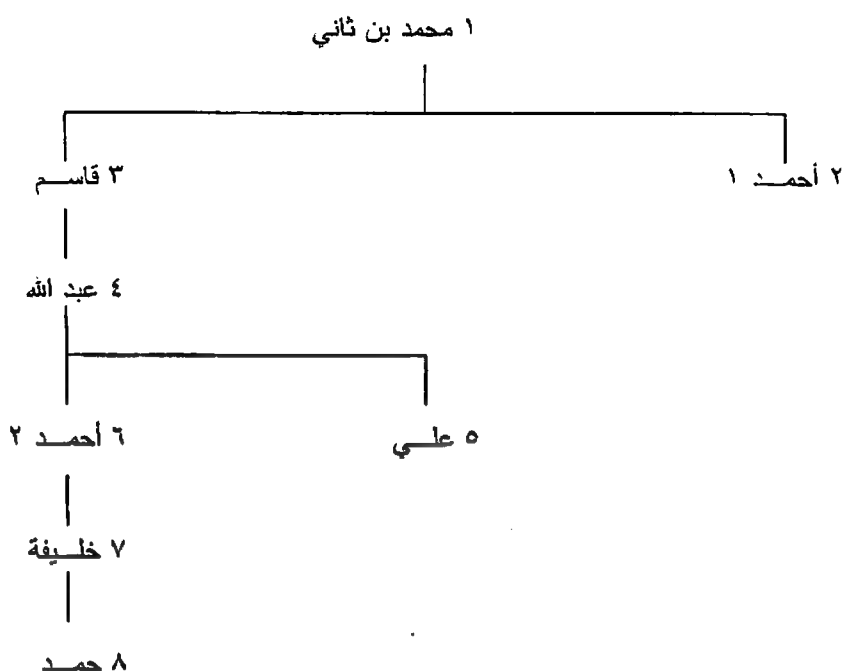 ١ محمد بن ثاني
٢ أحمد ١
٣ قاسم
٤ عبد الله
٥ علي
٦ أحمد ٢
٧ خليفة
٨ حمد